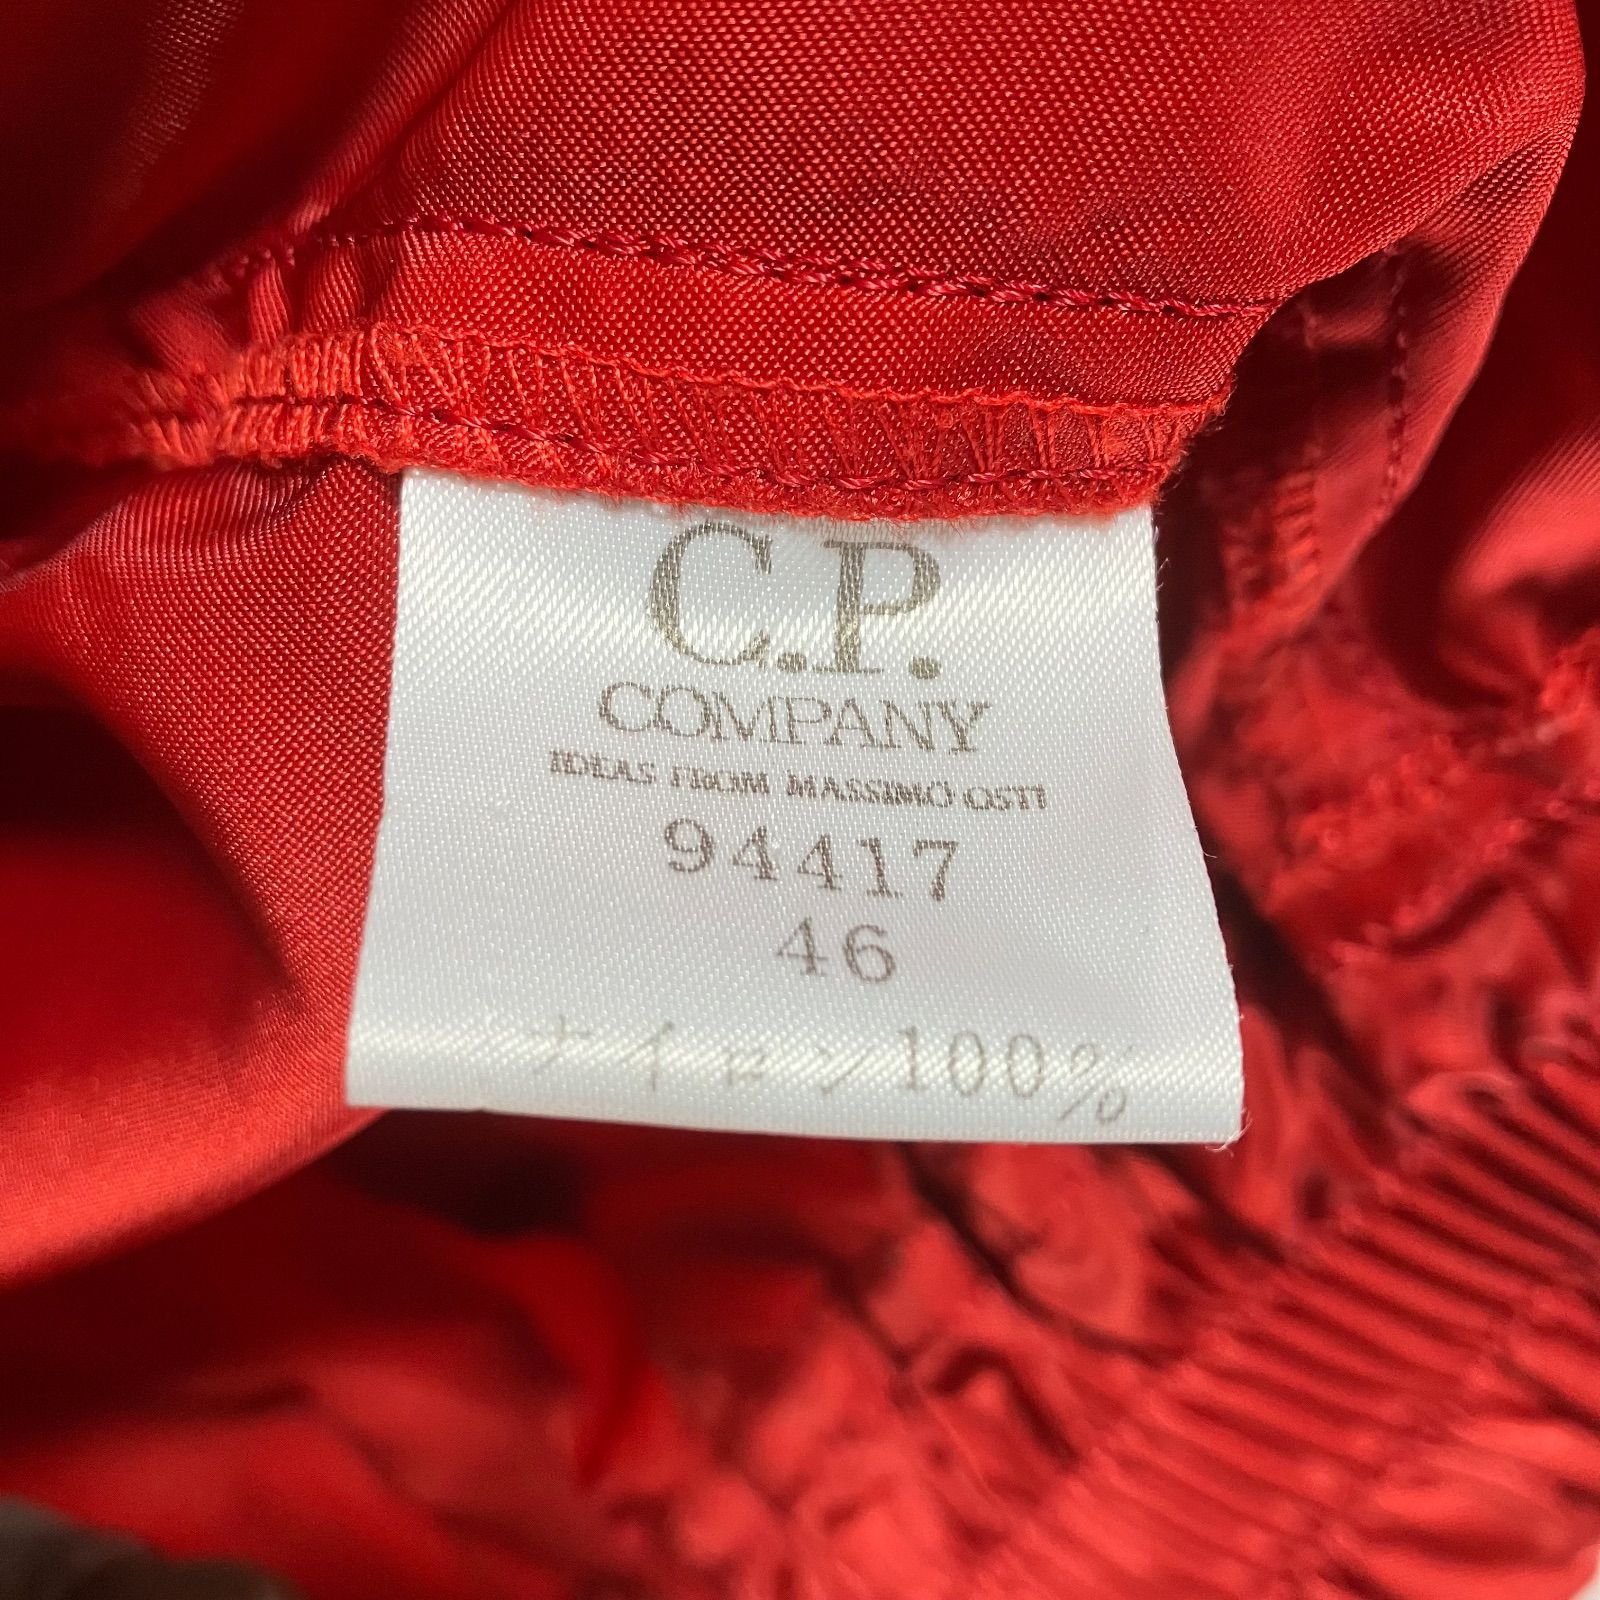 C.P.
COMPANY
IDEAS FROM MASSIMO OSTI
94417
46
ナイロン100%